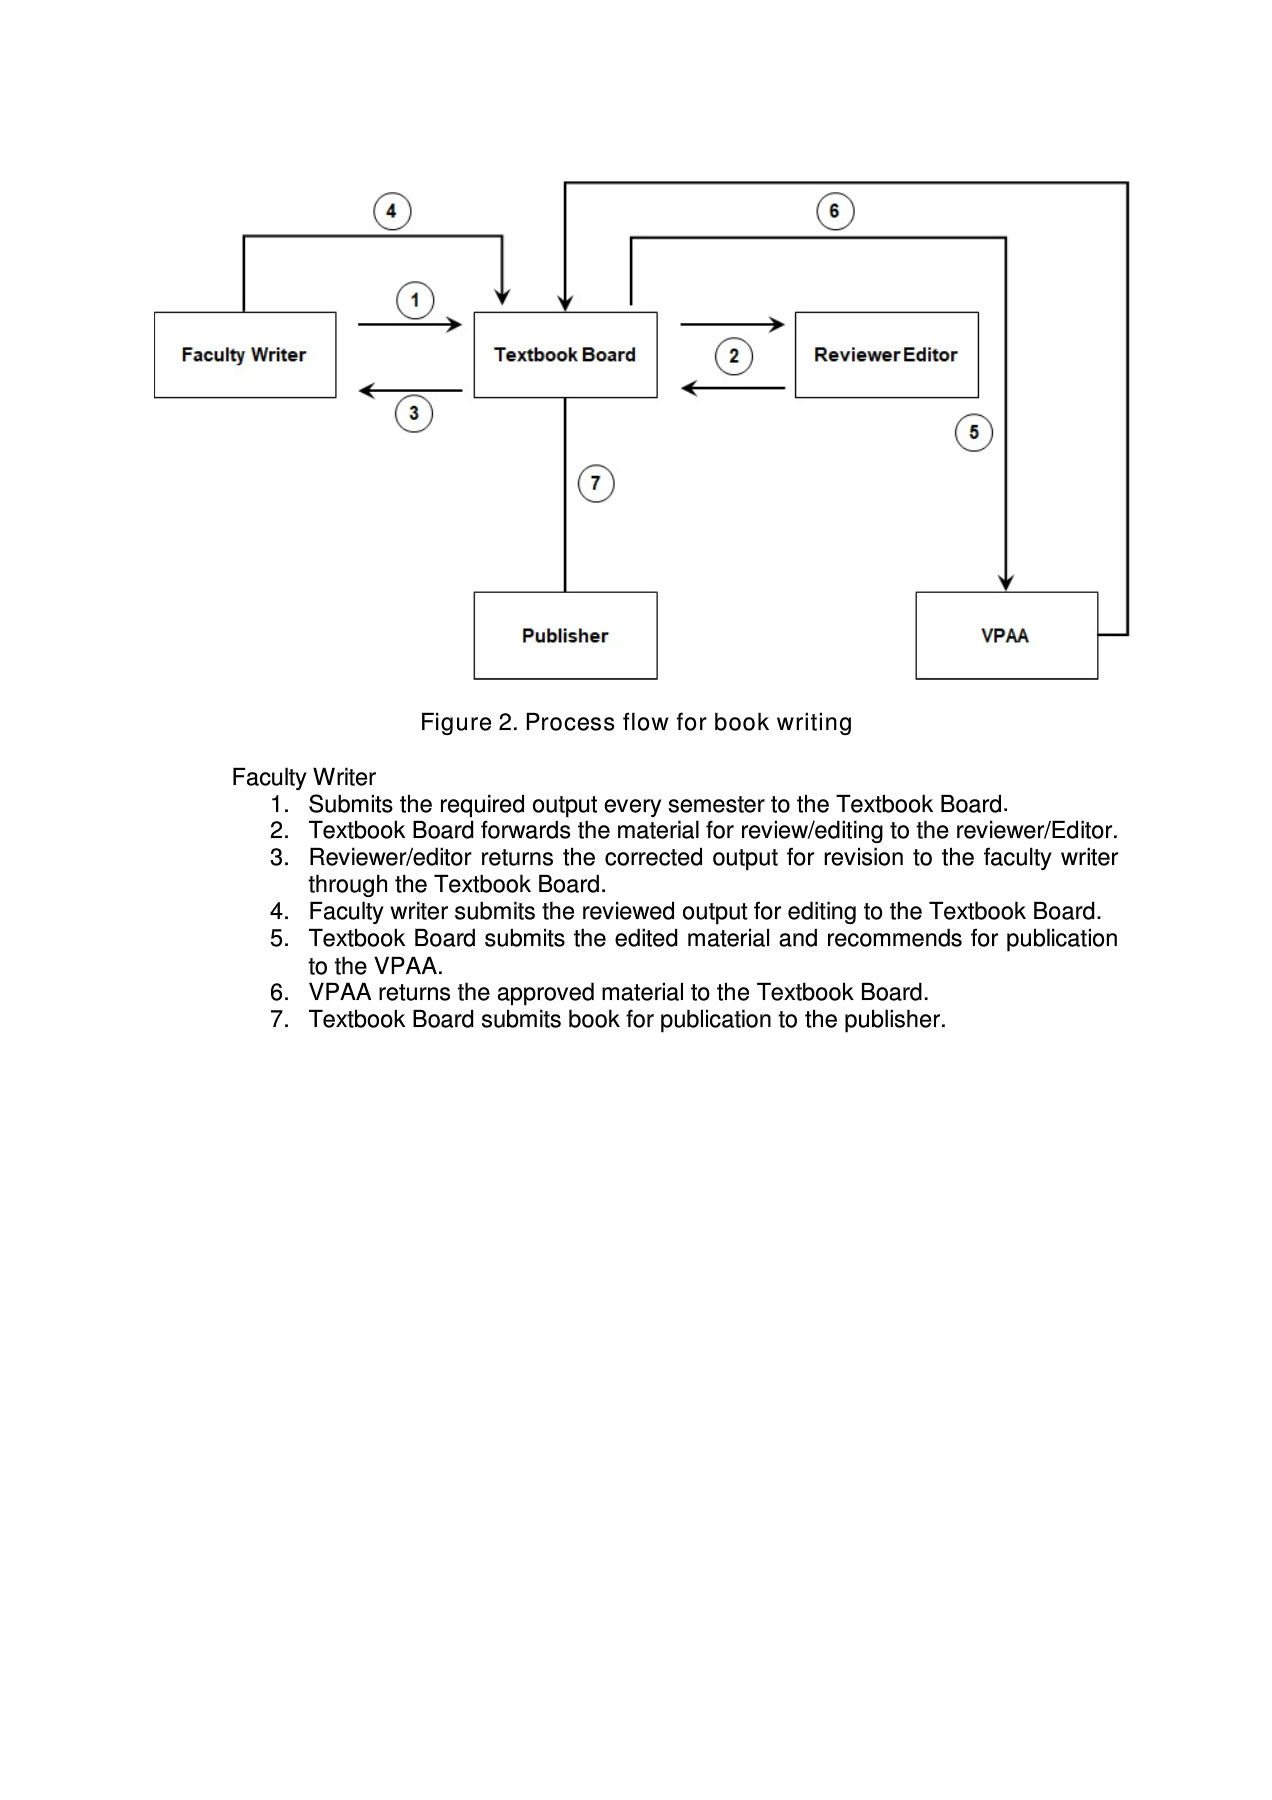 4
6
1
Faculty Writer
Textbook Board
Reviewer Editor
2
3
5
7
Publisher
VPAA
Figure 2. Process flow for book writing
Faculty Writer
1. Submits the required output every semester to the Textbook Board.
2. Textbook Board forwards the material for review/editing to the reviewer/Editor.
3. Reviewer/editor returns the corrected output for revision to the faculty writer
through the Textbook Board.
4. Faculty writer submits the reviewed output for editing to the Textbook Board.
5. Textbook Board submits the edited material and recommends for publication
to the VPAA.
6. VPAA returns the approved material to the Textbook Board.
7. Textbook Board submits book for publication to the publisher.